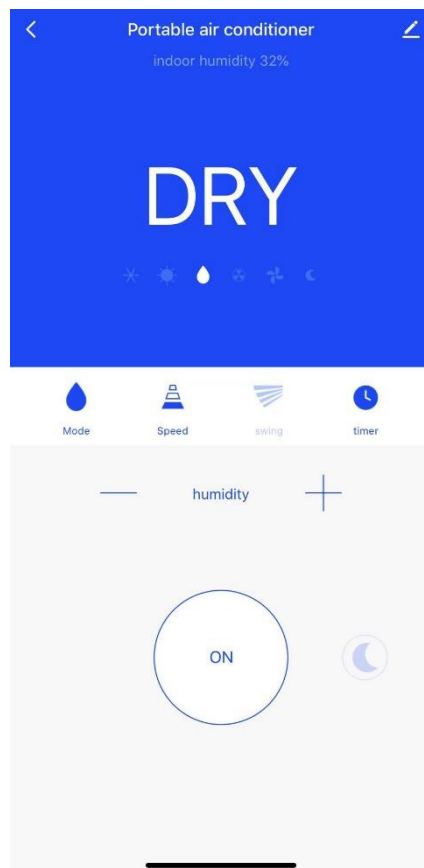 Portable air conditioner
indoor humidity 32%
DRY
Mode Speed swing timer
humidity
ON